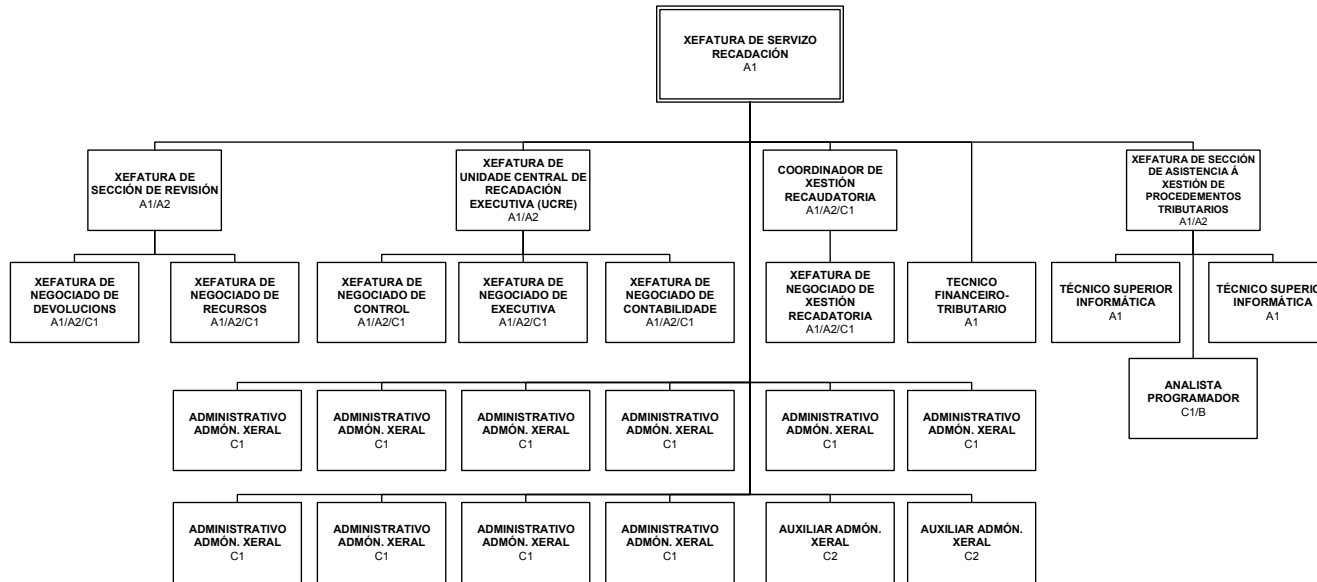 XEFATURA DE SERVIZO
RECADACIÓN
A1
XEFATURA DE
SECCIÓN DE REVISIÓN
A1/A2
XEFATURA DE
UNIDADE CENTRAL DE
RECADACIÓN
EXECUTIVA (UCRE)
A1/A2
COORDINADOR DE
XESTIÓN
RECAUDATORIA
A1/A2/C1
XEFATURA DE SECCIÓN
DE ASISTENCIA Á
XESTIÓN DE
PROCEDEMENTOS
TRIBUTARIOS
A1/A2
XEFATURA DE
NEGOCIADO DE
DEVOLUCIONS
A1/A2/C1
XEFATURA DE
NEGOCIADO DE
RECURSOS
A1/A2/C1
XEFATURA DE
NEGOCIADO DE
CONTROL
A1/A2/C1
XEFATURA DE
NEGOCIADO DE
EXECUTIVA
A1/A2/C1
XEFATURA DE
NEGOCIADO DE
CONTABILIDADE
A1/A2/C1
XEFATURA DE
NEGOCIADO DE
XESTIÓN
RECADATORIA
A1/A2/C1
TECNICO
FINANCEIRO-
TRIBUTARIO
A1
TÉCNICO SUPERIOR
INFORMÁTICA
A1
TÉCNICO SUPERIO
INFORMÁTICA
A1
ANALISTA
PROGRAMADOR
C1/B
ADMINISTRATIVO
ADMÓN. XERAL
C1
ADMINISTRATIVO
ADMÓN. XERAL
C1
ADMINISTRATIVO
ADMÓN. XERAL
C1
ADMINISTRATIVO
ADMÓN. XERAL
C1
ADMINISTRATIVO
ADMÓN. XERAL
C1
ADMINISTRATIVO
ADMÓN. XERAL
C1
ADMINISTRATIVO
ADMÓN. XERAL
C1
ADMINISTRATIVO
ADMÓN. XERAL
C1
ADMINISTRATIVO
ADMÓN. XERAL
C1
ADMINISTRATIVO
ADMÓN. XERAL
C1
AUXILIAR ADMÓN.
XERAL
C2
AUXILIAR ADMÓN.
XERAL
C2